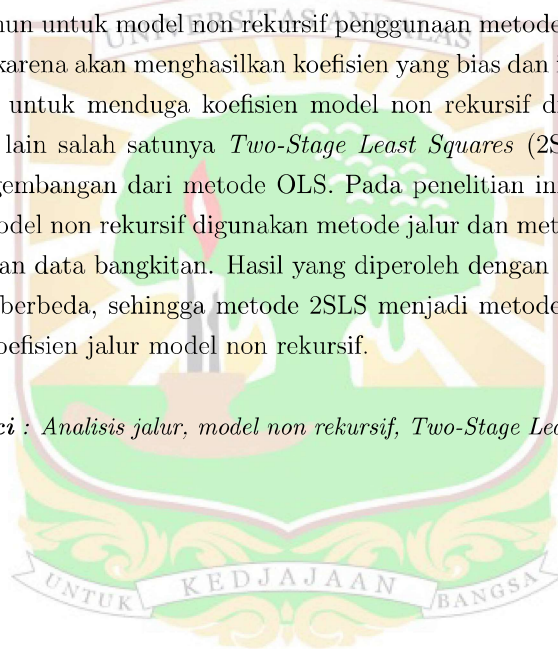 UNIVERSITAS ANDALAS
nun untuk model non rekursif penggunaan metode
karena akan menghasilkan koefisien yang bias dan
untuk menduga koefisien model non rekursif
lain salah satunya Two-Stage Least Squares (2S
gembangan dari metode OLS. Pada penelitian in
odel non rekursif digunakan metode jalur dan met
an data bangkitan. Hasil yang diperoleh dengan
berbeda, sehingga metode 2SLS menjadi metode
oefisien jalur model non rekursif.
ci : Analisis jalur, model non rekursif, Two-Stage Lea
UNTUK KEDJAJAAN BANGSA